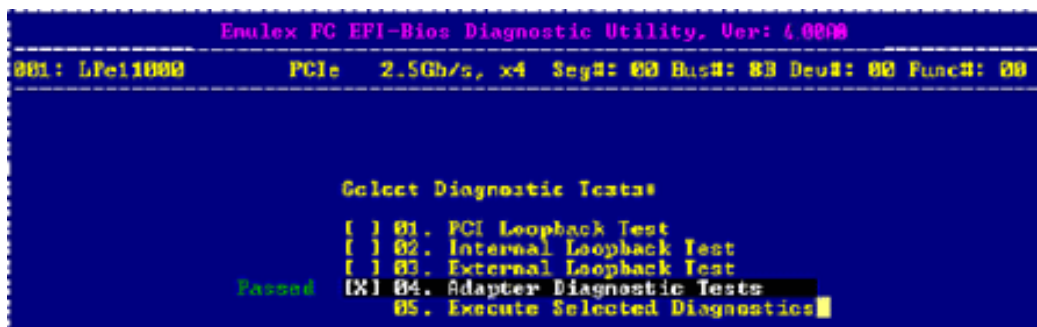 Emulex FC EFI-Bios Diagnostic Utility, Ver: 4.00A0
001: LPe11000 PCIe 2.5Gb/s, x4 Seg#: 00 Bus#: 8B Dev#: 00 Func#: 00
Select Diagnostic Tests:
[ ] 01. PCI Loopback Test
[ ] 02. Internal Loopback Test
[ ] 03. External Loopback Test
Passed [X] 04. Adapter Diagnostic Tests
05. Execute Selected Diagnostics